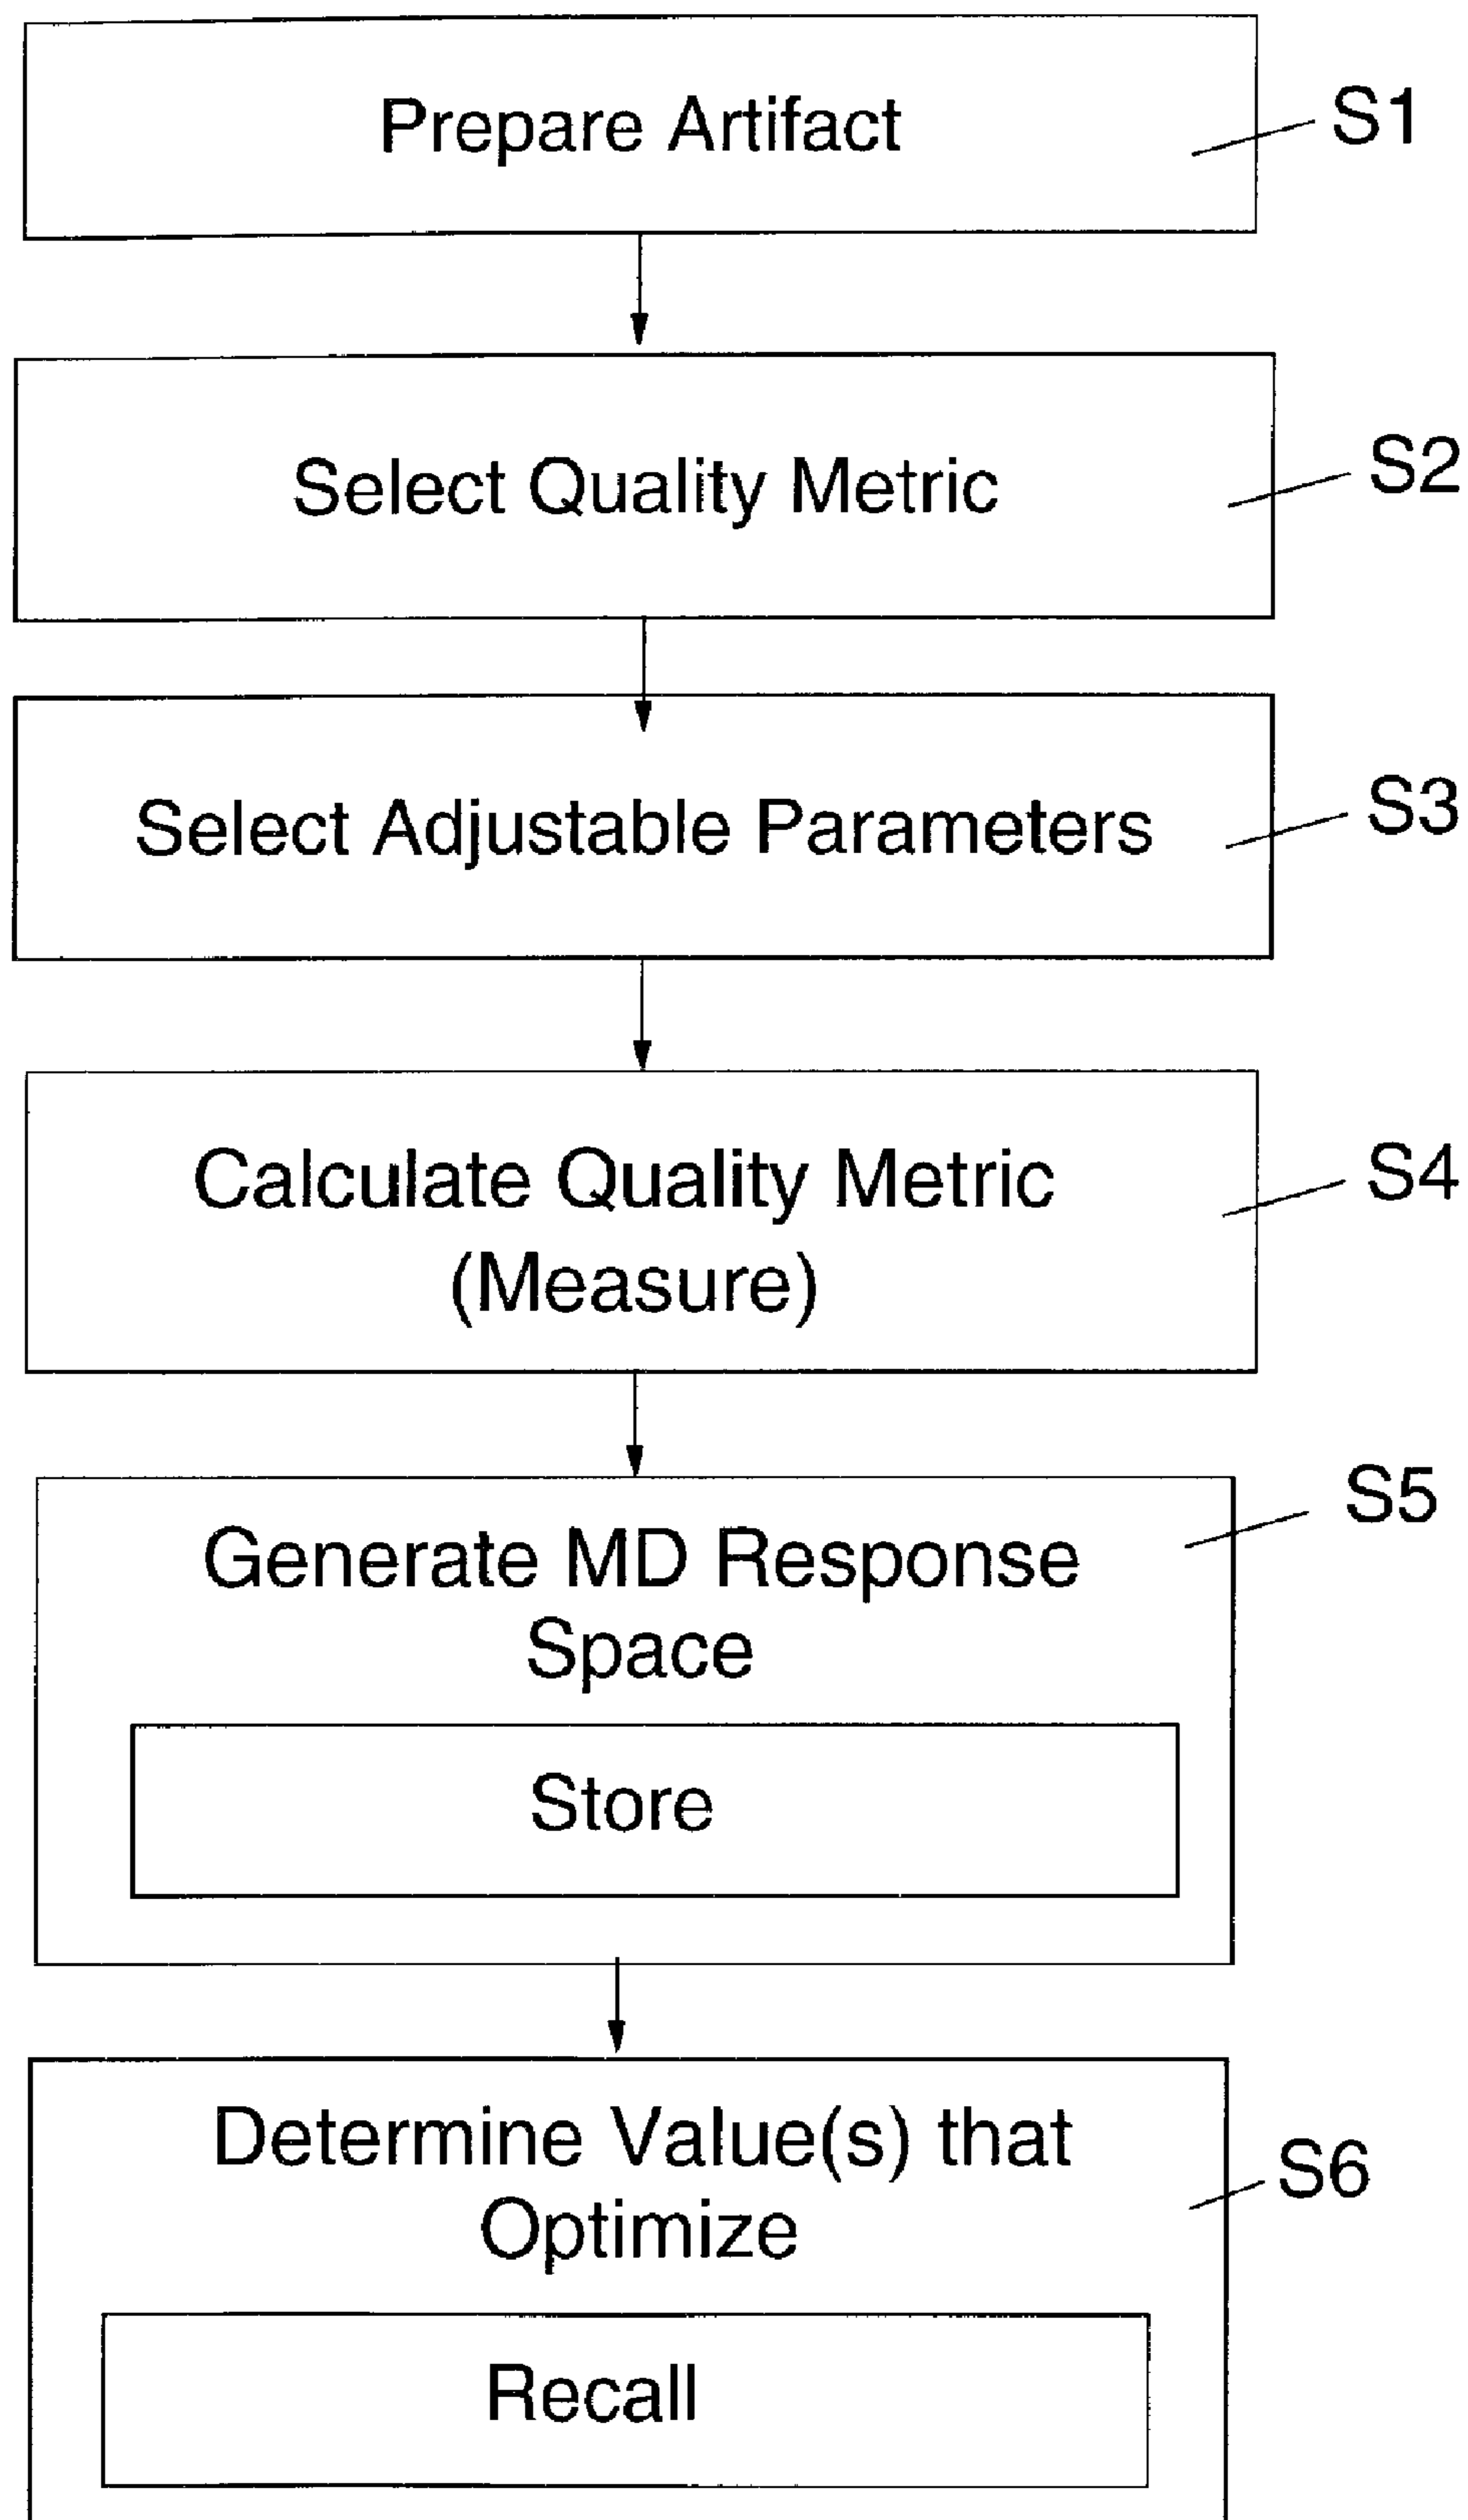 Prepare Artifact
S1
Select Quality Metric
S2
Select Adjustable Parameters
S3
Calculate Quality Metric
(Measure)
S4
Generate MD Response
Space
S5
Store
Determine Value(s) that
Optimize
S6
Recall